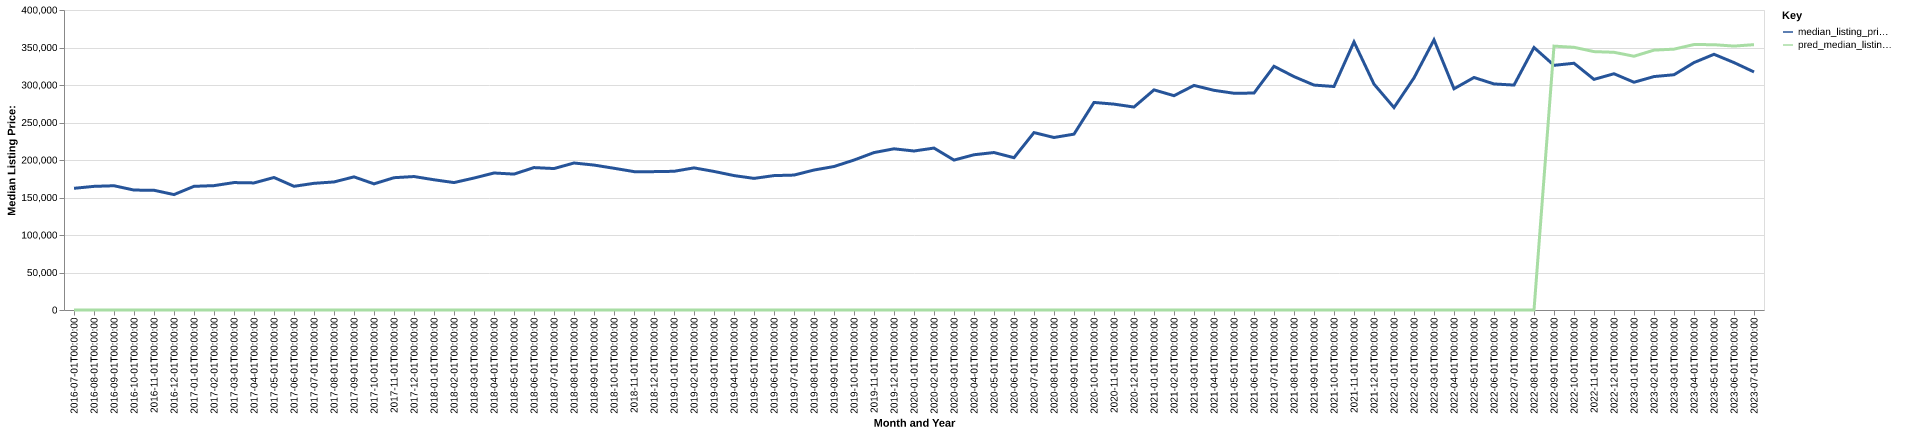 400,000
350,000
300,000
250,000
200,000
150,000
100,000
50,000
0
Median Listing Price:
2016-07-01T00:00:00
2016-08-01T00:00:00
2016-09-01T00:00:00
2016-10-01T00:00:00
2016-11-01T00:00:00
2016-12-01T00:00:00
2017-01-01T00:00:00
2017-02-01T00:00:00
2017-03-01T00:00:00
2017-04-01T00:00:00
2017-05-01T00:00:00
2017-06-01T00:00:00
2017-07-01T00:00:00
2017-08-01T00:00:00
2017-09-01T00:00:00
2017-10-01T00:00:00
2017-11-01T00:00:00
2017-12-01T00:00:00
2018-01-01T00:00:00
2018-02-01T00:00:00
2018-03-01T00:00:00
2018-04-01T00:00:00
2018-05-01T00:00:00
2018-06-01T00:00:00
2018-07-01T00:00:00
2018-08-01T00:00:00
2018-09-01T00:00:00
2018-10-01T00:00:00
2018-11-01T00:00:00
2018-12-01T00:00:00
2019-01-01T00:00:00
2019-02-01T00:00:00
2019-03-01T00:00:00
2019-04-01T00:00:00
2019-05-01T00:00:00
2019-06-01T00:00:00
2019-07-01T00:00:00
2019-08-01T00:00:00
2019-09-01T00:00:00
2019-10-01T00:00:00
2019-11-01T00:00:00
2019-12-01T00:00:00
2020-01-01T00:00:00
2020-02-01T00:00:00
2020-03-01T00:00:00
2020-04-01T00:00:00
2020-05-01T00:00:00
2020-06-01T00:00:00
2020-07-01T00:00:00
2020-08-01T00:00:00
2020-09-01T00:00:00
2020-10-01T00:00:00
2020-11-01T00:00:00
2020-12-01T00:00:00
2021-01-01T00:00:00
2021-02-01T00:00:00
2021-03-01T00:00:00
2021-04-01T00:00:00
2021-05-01T00:00:00
2021-06-01T00:00:00
2021-07-01T00:00:00
2021-08-01T00:00:00
2021-09-01T00:00:00
2021-10-01T00:00:00
2021-11-01T00:00:00
2021-12-01T00:00:00
2022-01-01T00:00:00
2022-02-01T00:00:00
2022-03-01T00:00:00
2022-04-01T00:00:00
2022-05-01T00:00:00
2022-06-01T00:00:00
2022-07-01T00:00:00
2022-08-01T00:00:00
2022-09-01T00:00:00
2022-10-01T00:00:00
2022-11-01T00:00:00
2022-12-01T00:00:00
2023-01-01T00:00:00
2023-02-01T00:00:00
2023-03-01T00:00:00
2023-04-01T00:00:00
2023-05-01T00:00:00
2023-06-01T00:00:00
2023-07-01T00:00:00
Month and Year
Key
median_listing_pri…
pred_median_listin…